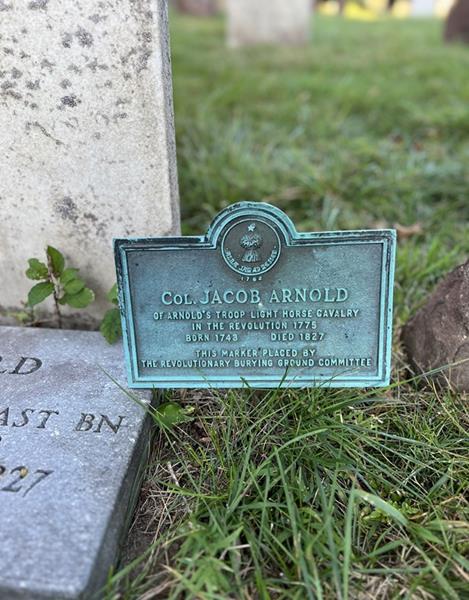 COL. JACOB ARNOLD
OF ARNOLD'S TROOP LIGHT HORSE CAVALRY
IN THE REVOLUTION 1775
BORN 1743 DIED 1827
THIS MARKER PLACED BY
THE REVOLUTIONARY BURYING GROUND COMMITTEE
LD
AST BN
27